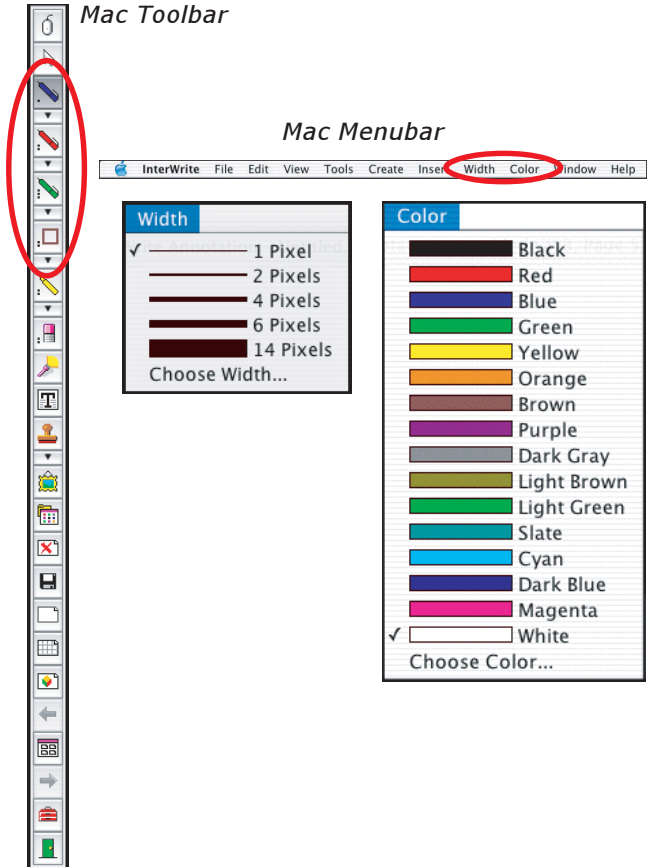 Mac Toolbar
Mac Menubar
InterWrite File Edit View Tools Create Inser Width Color indow Help
Width
✓ 1 Pixel
2 Pixels
4 Pixels
6 Pixels
14 Pixels
Choose Width...
Color
Black
Red
Blue
Green
Yellow
Orange
Brown
Purple
Dark Gray
Light Brown
Light Green
Slate
Cyan
Dark Blue
Magenta
✓ White
Choose Color...